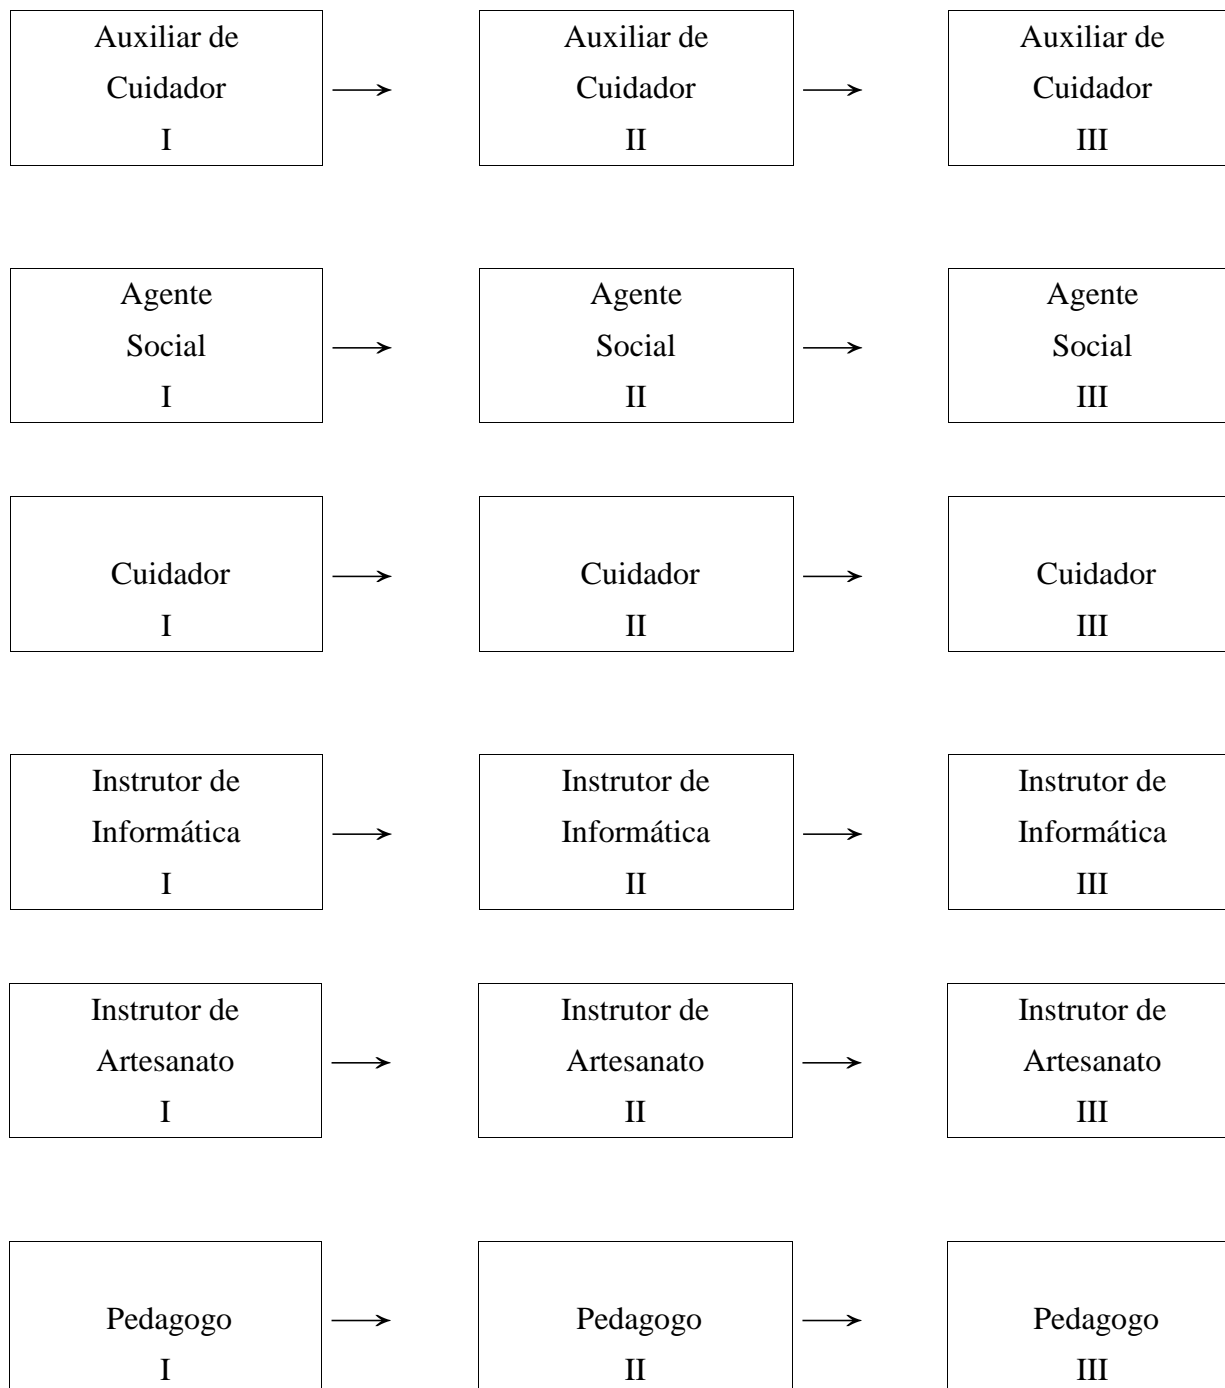 Auxiliar de
Cuidador
I
Auxiliar de
Cuidador
II
Auxiliar de
Cuidador
III
Agente
Social
I
Agente
Social
II
Agente
Social
III
Cuidador
I
Cuidador
II
Cuidador
III
Instrutor de
Informática
I
Instrutor de
Informática
II
Instrutor de
Informática
III
Instrutor de
Artesanato
I
Instrutor de
Artesanato
II
Instrutor de
Artesanato
III
Pedagogo
I
Pedagogo
II
Pedagogo
III